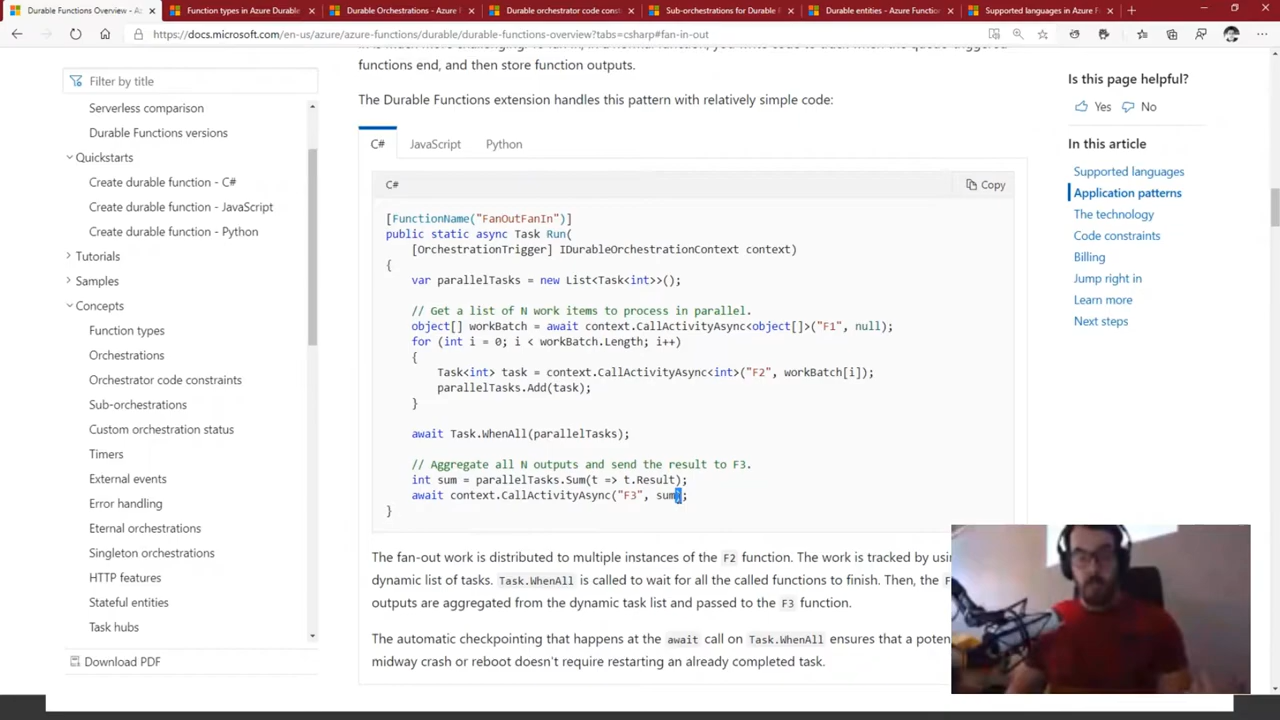 Durable Functions Overview - Azu
Function types in Azure Durable
Durable Orchestrations - Azure F
Durable orchestrator code const
Sub-orchestrations for Durable F
Durable entities - Azure Function
Supported languages in Azure F
https://docs.microsoft.com/en-us/azure/azure-functions/durable/durable-functions-overview?tabs=csharp#fan-in-out
Filter by title
Serverless comparison
Durable Functions versions
Quickstarts
Create durable function - C#
Create durable function - JavaScript
Create durable function - Python
Tutorials
Samples
Concepts
Function types
Orchestrations
Orchestrator code constraints
Sub-orchestrations
Custom orchestration status
Timers
External events
Error handling
Eternal orchestrations
Singleton orchestrations
HTTP features
Stateful entities
Task hubs
Download PDF
functions end, and then store function outputs.
The Durable Functions extension handles this pattern with relatively simple code:
C# JavaScript Python
C# Copy
[FunctionName("FanOutFanIn")]
public static async Task Run(
[OrchestrationTrigger] IDurableOrchestrationContext context)
{
var parallelTasks = new List<Task<int>>();
// Get a list of N work items to process in parallel.
object[] workBatch = await context.CallActivityAsync<object[]>("F1", null);
for (int i = 0; i < workBatch.Length; i++)
{
Task<int> task = context.CallActivityAsync<int>("F2", workBatch[i]);
parallelTasks.Add(task);
}
await Task.WhenAll(parallelTasks);
// Aggregate all N outputs and send the result to F3.
int sum = parallelTasks.Sum(t => t.Result);
await context.CallActivityAsync("F3", sum);
}
The fan-out work is distributed to multiple instances of the F2 function. The work is tracked by usi
dynamic list of tasks. Task.WhenAll is called to wait for all the called functions to finish. Then, the F
outputs are aggregated from the dynamic task list and passed to the F3 function.
The automatic checkpointing that happens at the await call on Task.WhenAll ensures that a poten
midway crash or reboot doesn't require restarting an already completed task.
Is this page helpful?
Yes No
In this article
Supported languages
Application patterns
The technology
Code constraints
Billing
Jump right in
Learn more
Next steps